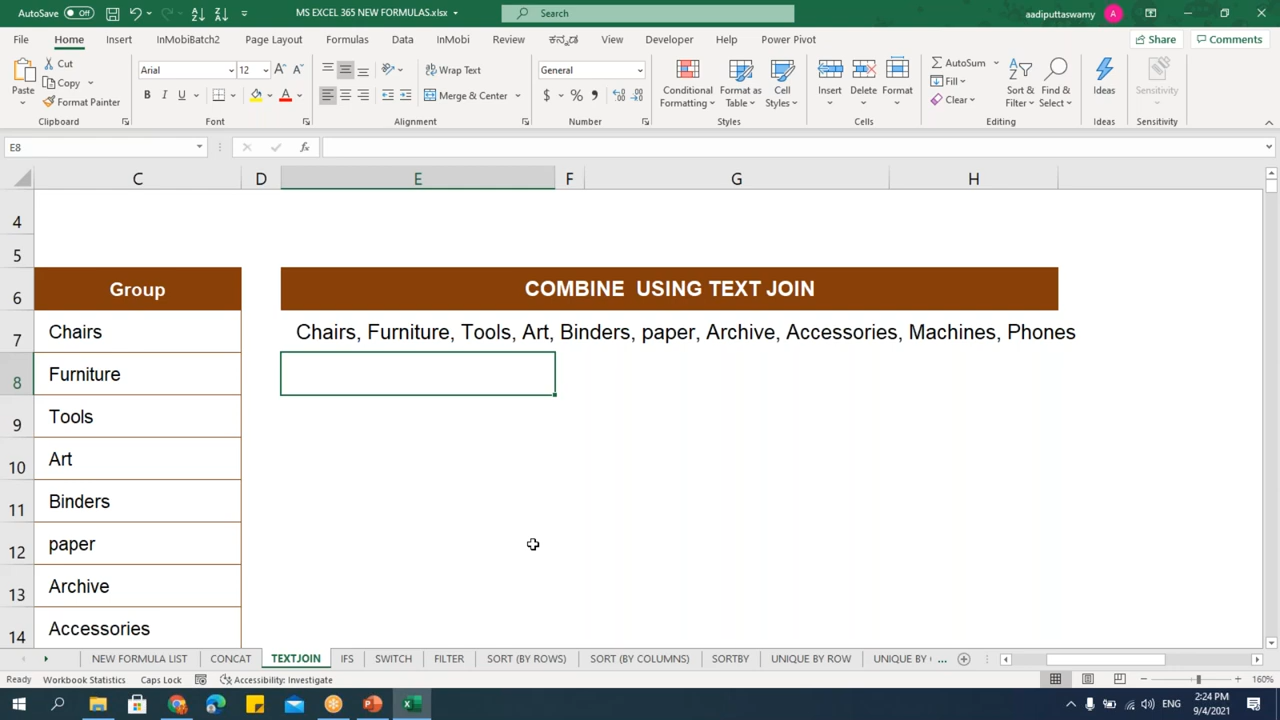 AutoSave Off MS EXCEL 365 NEW FORMULAS.xlsx Search aadiputtaswamy A
File Home Insert InMobiBatch2 Page Layout Formulas Data InMobi Review ಕನ್ನಡ View Developer Help Power Pivot Share Comments
Paste Cut Copy Format Painter Clipboard
Arial 12 A A B I U A Font
Wrap Text Merge & Center Alignment
General $ % Number
Conditional Formatting Format as Table Cell Styles Styles
Insert Delete Format Cells
AutoSum Fill Clear Sort & Filter Find & Select Editing
Ideas Ideas
Sensitivity Sensitivity
E8 fx
C D E F G H
4
5
6 Group COMBINE USING TEXT JOIN
7 Chairs Chairs, Furniture, Tools, Art, Binders, paper, Archive, Accessories, Machines, Phones
8 Furniture
9 Tools
10 Art
11 Binders
12 paper
13 Archive
14 Accessories
NEW FORMULA LIST CONCAT TEXTJOIN IFS SWITCH FILTER SORT (BY ROWS) SORT (BY COLUMNS) SORTBY UNIQUE BY ROW UNIQUE BY ( ...
Ready Workbook Statistics Caps Lock Accessibility: Investigate 160%
ENG 2:24 PM
9/4/2021